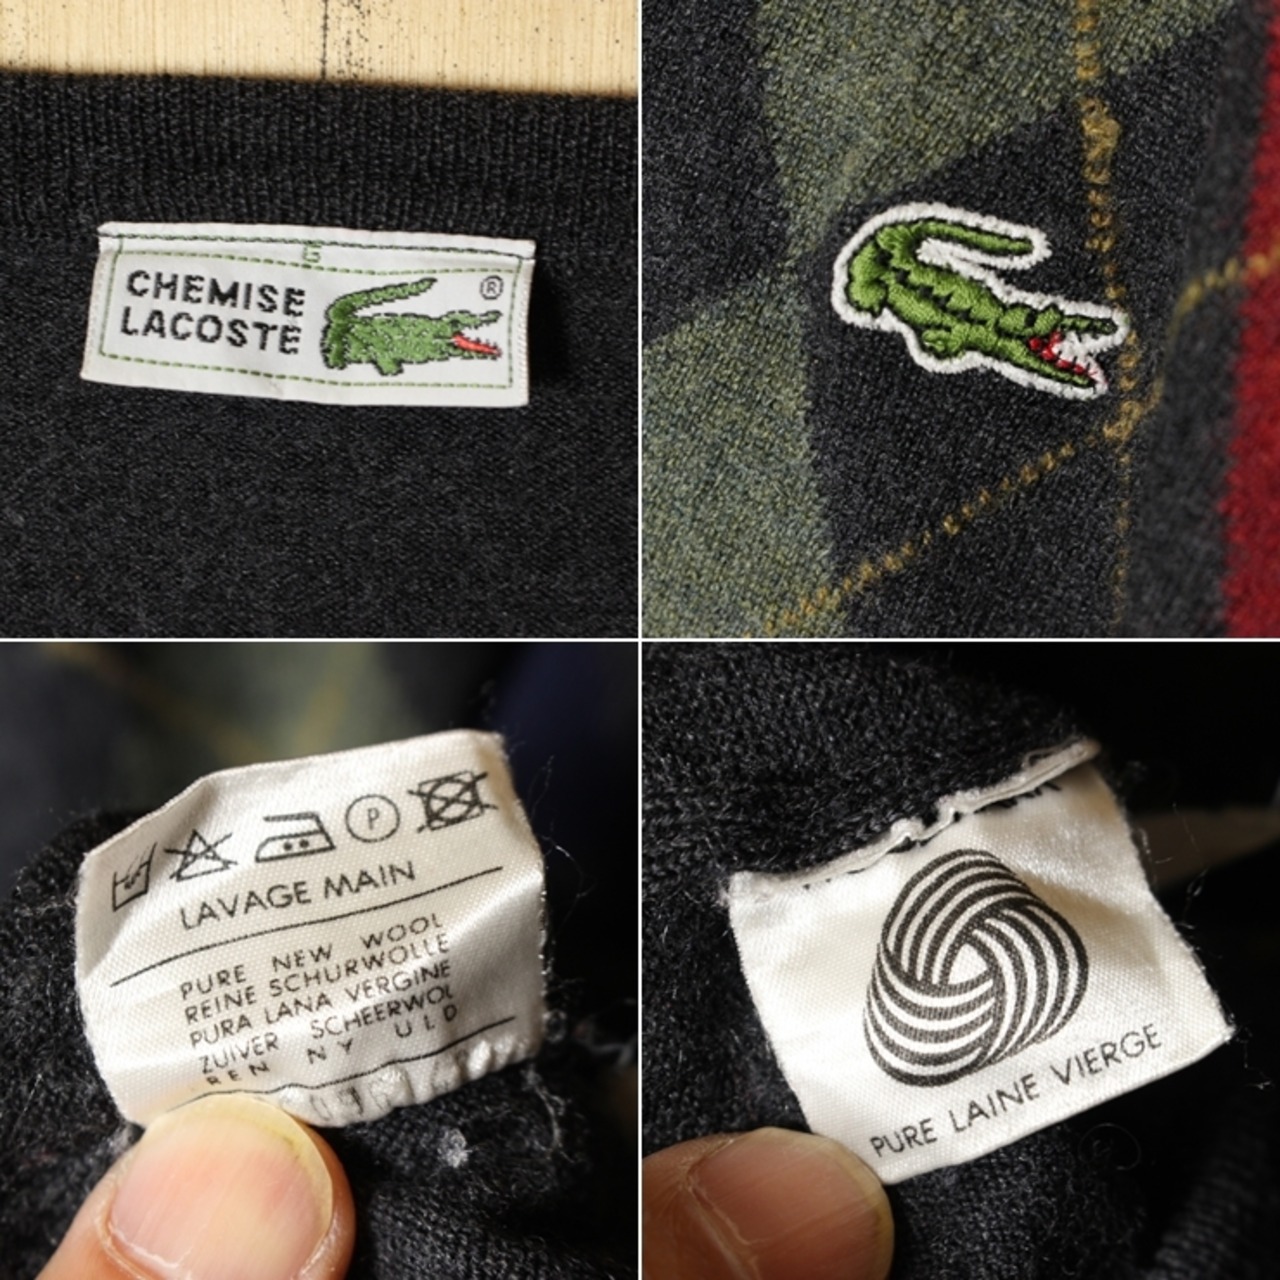 6
CHEMISE
LACOSTE
®
P
LAVAGE MAIN
PURE NEW WOOL
REINE SCHURWOLLE
PURA LANA VERGINE
ZUIVER SCHEERWOL
REN NY ULD
PURE LAINE VIERGE